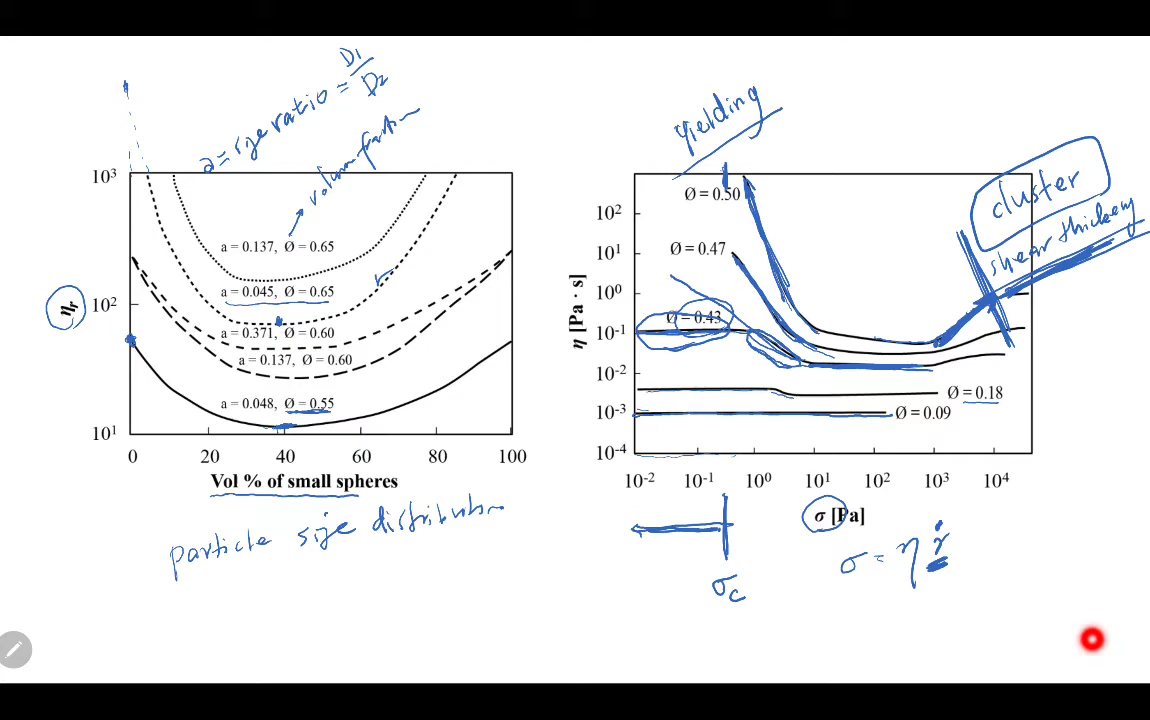 a = size ratio = D1/D2
volume fraction
10³
10²
10¹
ηr
a = 0.137, Ø = 0.65
a = 0.045, Ø = 0.65
a = 0.371, Ø = 0.60
a = 0.137, Ø = 0.60
a = 0.048, Ø = 0.55
0 20 40 60 80 100
Vol % of small spheres
particle size distribution
yielding
cluster
shear thickening
Ø = 0.50
Ø = 0.47
Ø = 0.43
Ø = 0.18
Ø = 0.09
η [Pa · s]
10²
10¹
10⁰
10⁻¹
10⁻²
10⁻³
10⁻⁴
10⁻² 10⁻¹ 10⁰ 10¹ 10² 10³ 10⁴
σ [Pa]
σc
σ = η γ̇